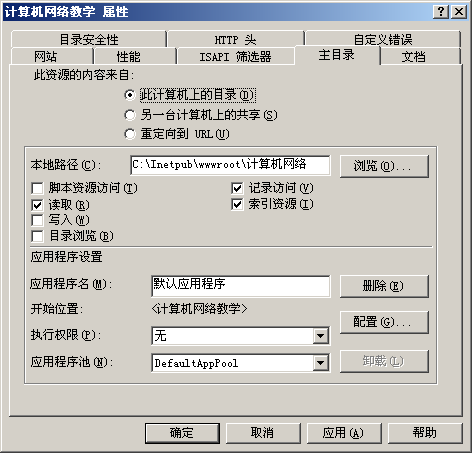 计算机网络教学 属性
目录安全性 HTTP 头 自定义错误
网站 性能 ISAPI 筛选器 主目录 文档
此资源的内容来自:
此计算机上的目录(D)
另一台计算机上的共享(S)
重定向到 URL(U)
本地路径(C): C:\Inetpub\wwwroot\计算机网络 浏览(O)...
脚本资源访问(T) 记录访问(V)
读取(R) 索引资源(I)
写入(W)
目录浏览(B)
应用程序设置
应用程序名(M): 默认应用程序 删除(E)
开始位置: <计算机网络教学>
配置(G)...
执行权限(P): 无
应用程序池(N): DefaultAppPool 卸载(L)
确定 取消 应用(A) 帮助